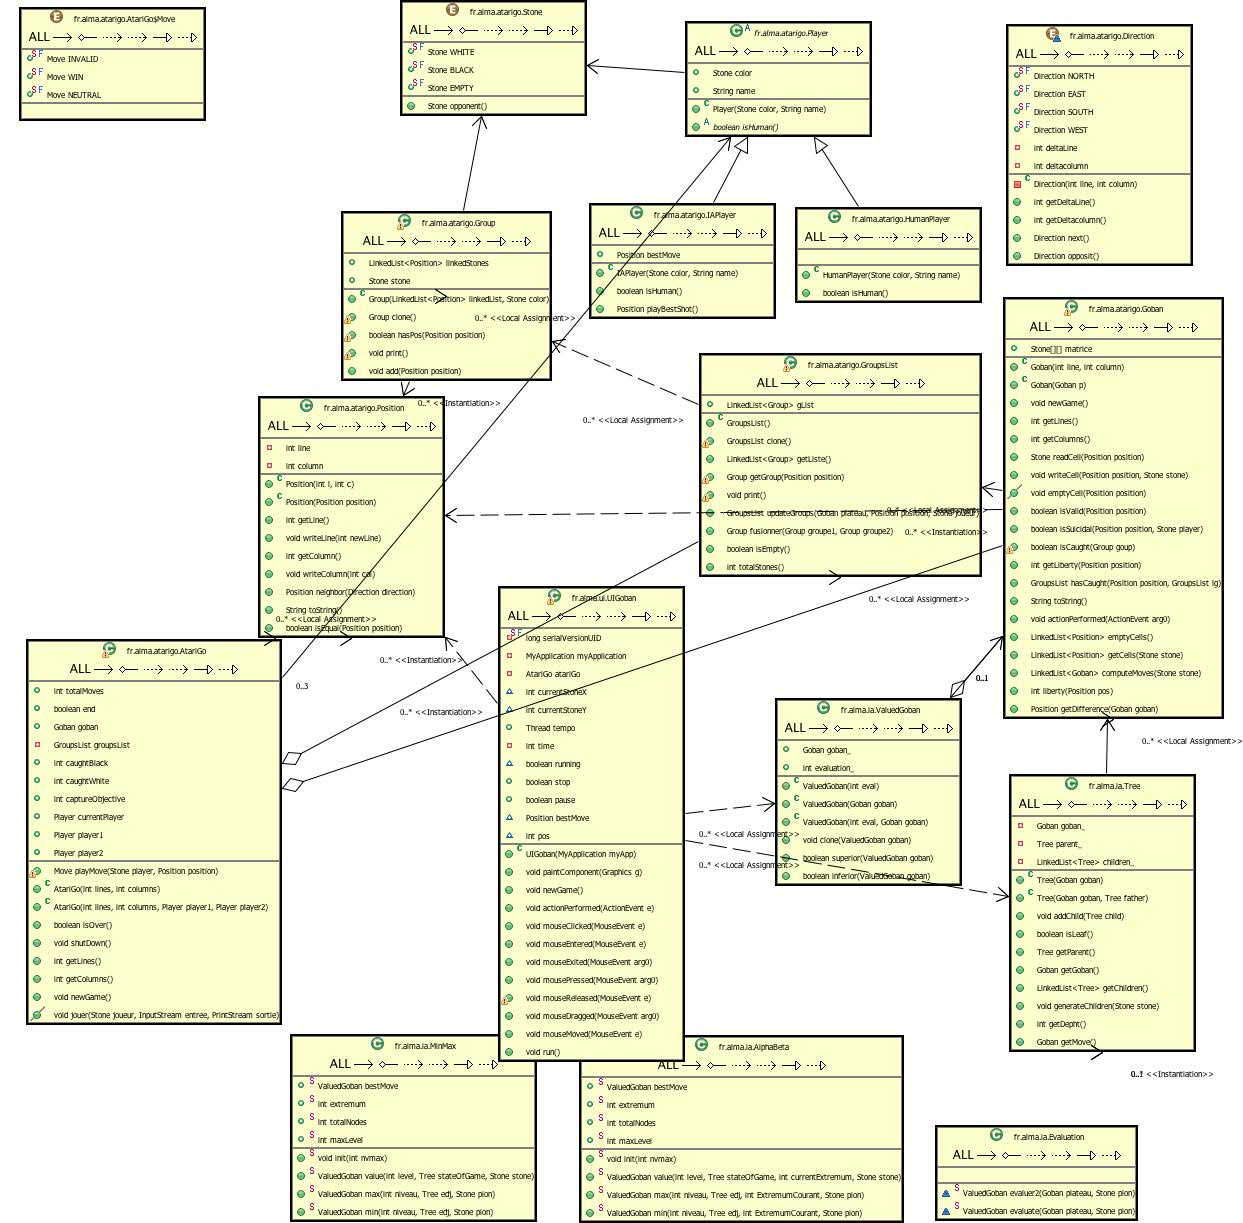 fr.alma.atarigo.AtariGo$Move
ALL
Move INVALID
Move WIN
Move NEUTRAL
fr.alma.atarigo.Stone
ALL
Stone WHITE
Stone BLACK
Stone EMPTY
Stone opponent()
fr.alma.atarigo.Player
ALL
Stone color
String name
Player(Stone color, String name)
boolean isHuman()
fr.alma.atarigo.Direction
ALL
Direction NORTH
Direction EAST
Direction SOUTH
Direction WEST
int deltaLine
int deltacolumn
Direction(int line, int column)
int getDeltaLine()
int getDeltacolumn()
Direction next()
Direction opposit()
fr.alma.atarigo.Group
ALL
LinkedList<Position> linkedStones
Stone stone
Group(LinkedList<Position> linkedList, Stone color)
Group clone()
boolean hasPos(Position position)
void print()
void add(Position position)
0..* <<Local Assignment>>
fr.alma.atarigo.IAPlayer
ALL
Position bestMove
IAPlayer(Stone color, String name)
boolean isHuman()
Position playBestShot()
fr.alma.atarigo.HumanPlayer
ALL
HumanPlayer(Stone color, String name)
boolean isHuman()
fr.alma.atarigo.Goban
ALL
Stone[][] matrice
Goban(int line, int column)
Goban(Goban p)
void newGame()
int getLines()
int getColumns()
Stone readCell(Position position)
void writeCell(Position position, Stone stone)
void emptyCell(Position position)
boolean isValid(Position position)
boolean isSuicidal(Position position, Stone player)
boolean isCaught(Group goup)
int getLiberty(Position position)
GroupsList hasCaught(Position position, GroupsList lg)
String toString()
void actionPerformed(ActionEvent arg0)
LinkedList<Position> emptyCells()
LinkedList<Position> getCells(Stone stone)
LinkedList<Goban> computeMoves(Stone stone)
int liberty(Position pos)
Position getDifference(Goban goban)
fr.alma.atarigo.GroupsList
ALL
LinkedList<Group> gList
GroupsList()
GroupsList clone()
LinkedList<Group> getListe()
Group getGroup(Position position)
void print()
GroupsList updateGroups(Goban plateau, Position position, Stone joueur)
Group fusionner(Group groupe1, Group groupe2)
boolean isEmpty()
int totalStones()
0..* <<Instantiation>>
0..* <<Local Assignment>>
0..* <<Local Assignment>>
0..* <<Instantiation>>
0..* <<Local Assignment>>
fr.alma.atarigo.Position
ALL
int line
int column
Position(int l, int c)
Position(Position position)
int getLine()
void writeLine(int newLine)
int getColumn()
void writeColumn(int col)
Position neighbor(Direction direction)
String toString()
0..* <<Local Assignment>>
boolean isEqual(Position position)
0..* <<Instantiation>>
0..3
0..* <<Instantiation>>
fr.alma.atarigo.AtariGo
ALL
int totalMoves
boolean end
Goban goban
GroupsList groupsList
int caughtBlack
int caughtWhite
int captureObjective
Player currentPlayer
Player player1
Player player2
Move playMove(Stone player, Position position)
AtariGo(int lines, int columns)
AtariGo(int lines, int columns, Player player1, Player player2)
boolean isOver()
void shutDown()
int getLines()
int getColumns()
void newGame()
void jouer(Stone joueur, InputStream entree, PrintStream sortie)
fr.alma.ui.UIGoban
ALL
long serialVersionUID
MyApplication myApplication
AtariGo atariGo
int currentStoneX
int currentStoneY
Thread tempo
int time
boolean running
boolean stop
boolean pause
Position bestMove
int pos
UIGoban(MyApplication myApp)
void paintComponent(Graphics g)
void newGame()
void actionPerformed(ActionEvent e)
void mouseClicked(MouseEvent e)
void mouseEntered(MouseEvent e)
void mouseExited(MouseEvent arg0)
void mousePressed(MouseEvent arg0)
void mouseReleased(MouseEvent e)
void mouseDragged(MouseEvent arg0)
void mouseMoved(MouseEvent e)
void run()
0..1
fr.alma.ia.ValuedGoban
ALL
Goban goban_
int evaluation_
ValuedGoban(int eval)
ValuedGoban(Goban goban)
ValuedGoban(int eval, Goban goban)
void clone(ValuedGoban goban)
boolean superior(ValuedGoban goban)
boolean inferior(ValuedGoban goban)
0..* <<Local Assignment>>
0..* <<Local Assignment>>
0..* <<Local Assignment>>
fr.alma.ia.Tree
ALL
Goban goban_
Tree parent_
LinkedList<Tree> children_
Tree(Goban goban)
Tree(Goban goban, Tree father)
void addChild(Tree child)
boolean isLeaf()
Tree getParent()
Goban getGoban()
LinkedList<Tree> getChildren()
void generateChildren(Stone stone)
int getDepht()
Goban getMove()
<<Instantiation>>
fr.alma.ia.MinMax
ALL
ValuedGoban bestMove
int extremum
int totalNodes
int maxLevel
void init(int nvmax)
ValuedGoban value(int level, Tree stateOfGame, Stone stone)
ValuedGoban max(int niveau, Tree edj, Stone pion)
ValuedGoban min(int niveau, Tree edj, Stone pion)
fr.alma.ia.AlphaBeta
ALL
ValuedGoban bestMove
int extremum
int totalNodes
int maxLevel
void init(int nvmax)
ValuedGoban value(int level, Tree stateOfGame, int currentExtremum, Stone stone)
ValuedGoban max(int niveau, Tree edj, int ExtremumCourant, Stone pion)
ValuedGoban min(int niveau, Tree edj, int ExtremumCourant, Stone pion)
fr.alma.ia.Evaluation
ALL
ValuedGoban evaluer2(Goban plateau, Stone pion)
ValuedGoban evaluate(Goban plateau, Stone pion)